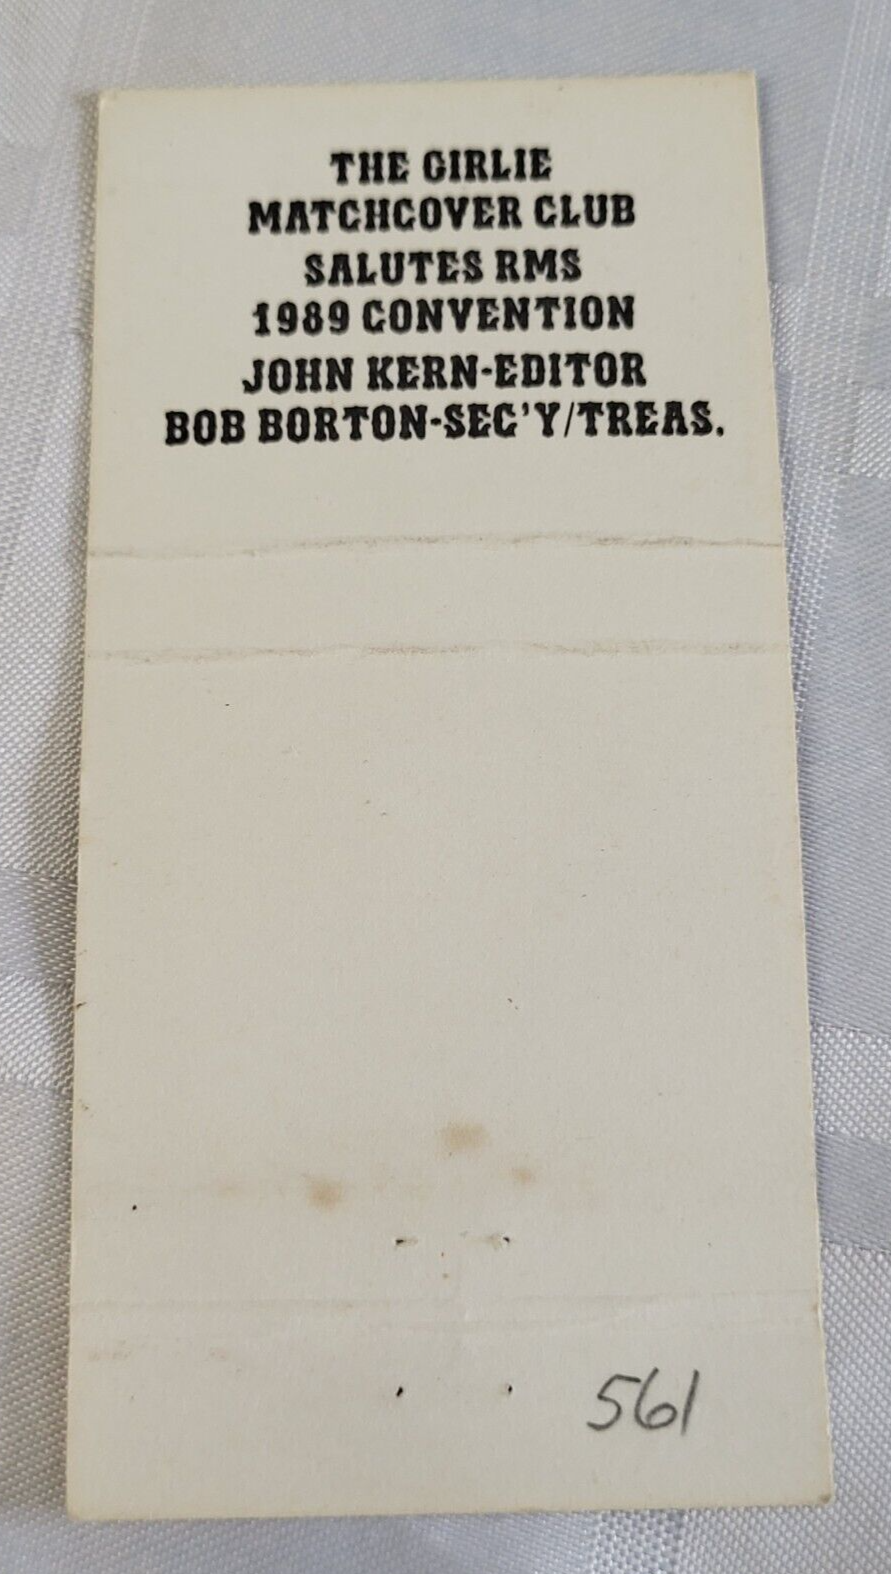 THE GIRLIE
MATCHCOVER CLUB
SALUTES RMS
1989 CONVENTION
JOHN KERN-EDITOR
BOB BORTON-SEC'Y/TREAS.
561